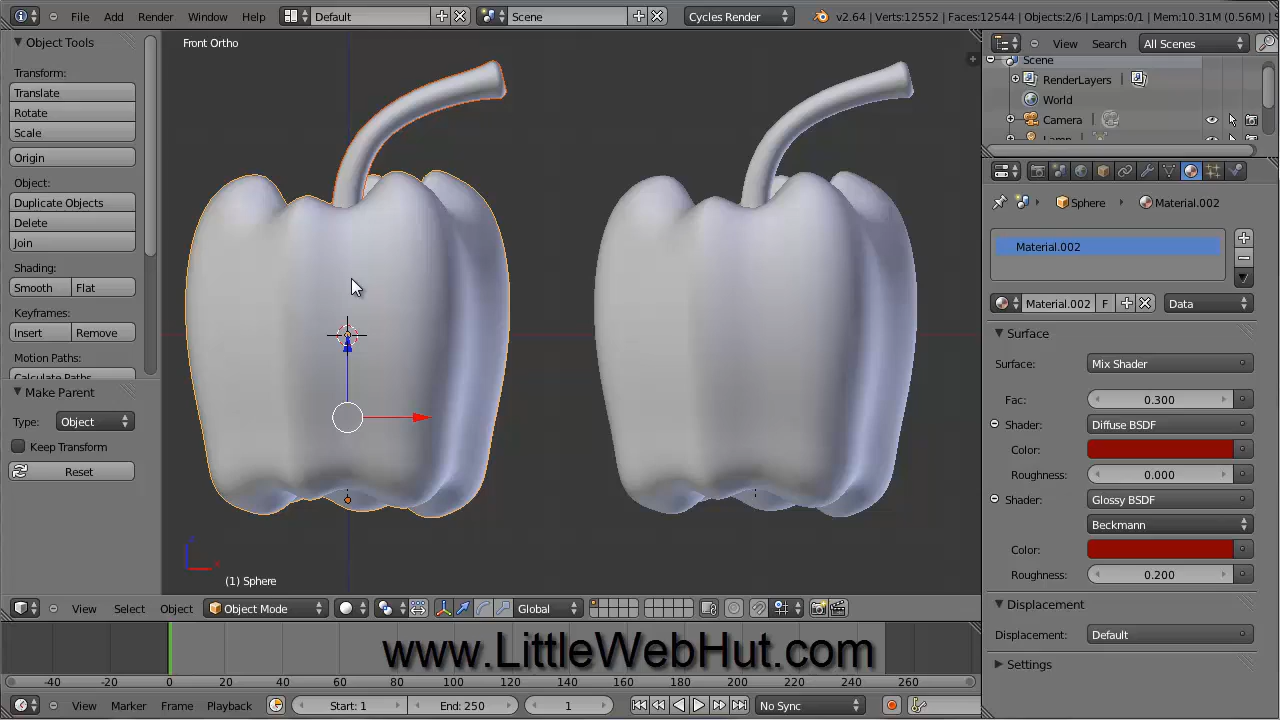 File Add Render Window Help Default Scene Cycles Render v2.64 | Verts:12552 | Faces:12544 | Objects:2/6 | Lamps:0/1 | Mem:10.31M (0.56M) | S
Object Tools
Transform:
Translate
Rotate
Scale
Origin
Object:
Duplicate Objects
Delete
Join
Shading:
Smooth Flat
Keyframes:
Insert Remove
Motion Paths:
Calculate Paths
Make Parent
Type: Object
Keep Transform
Reset
Front Ortho
(1) Sphere
View Select Object Object Mode Global
www.LittleWebHut.com
-40 -20 0 20 40 60 80 100 120 140 160 180 200 220 240 260
View Marker Frame Playback Start: 1 End: 250 1 No Sync
View Search All Scenes
Scene
RenderLayers
World
Camera
Lamp
Sphere Material.002
Material.002
Material.002 F Data
Surface
Surface: Mix Shader
Fac: 0.300
Shader: Diffuse BSDF
Color:
Roughness: 0.000
Shader: Glossy BSDF
Beckmann
Color:
Roughness: 0.200
Displacement
Displacement: Default
Settings